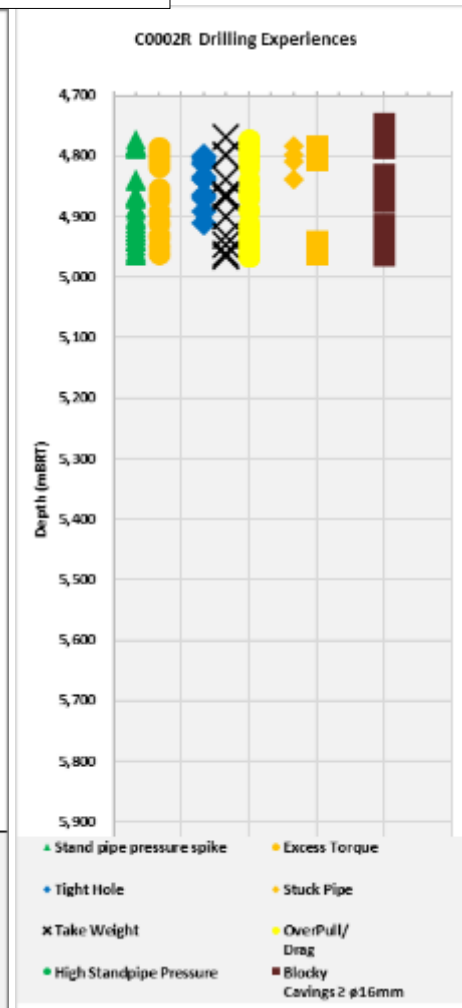 C0002R Drilling Experiences
4,700
4,800
4,900
5,000
5,100
5,200
5,300
5,400
5,500
5,600
5,700
5,800
5,900
Depth (mBRT)
Stand pipe pressure spike
Excess Torque
Tight Hole
Stuck Pipe
Take Weight
OverPull/
Drag
High Standpipe Pressure
Blocky
Cavings 2 ø16mm